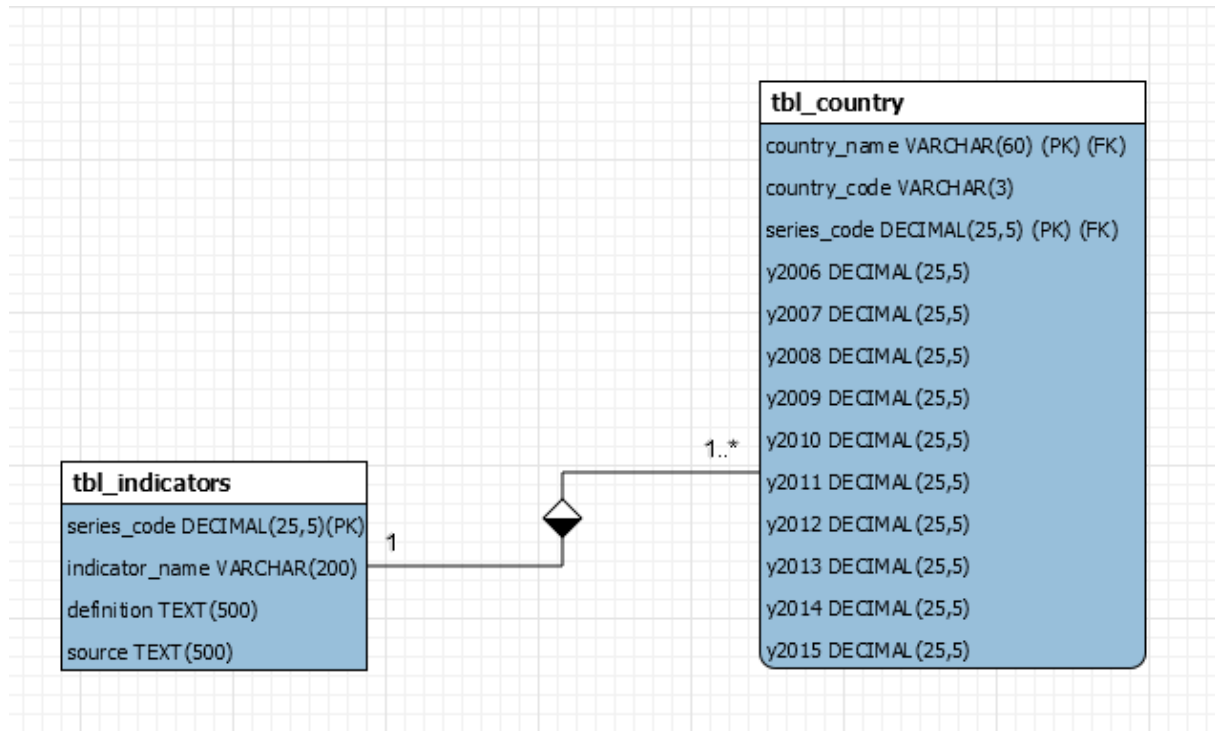 tbl_country
country_name VARCHAR(60) (PK) (FK)
country_code VARCHAR(3)
series_code DECIMAL(25,5) (PK) (FK)
y2006 DECIMAL(25,5)
y2007 DECIMAL(25,5)
y2008 DECIMAL(25,5)
y2009 DECIMAL(25,5)
y2010 DECIMAL(25,5)
y2011 DECIMAL(25,5)
y2012 DECIMAL(25,5)
y2013 DECIMAL(25,5)
y2014 DECIMAL(25,5)
y2015 DECIMAL(25,5)
1..*
tbl_indicators
series_code DECIMAL(25,5)(PK)
indicator_name VARCHAR(200)
definition TEXT(500)
source TEXT(500)
1